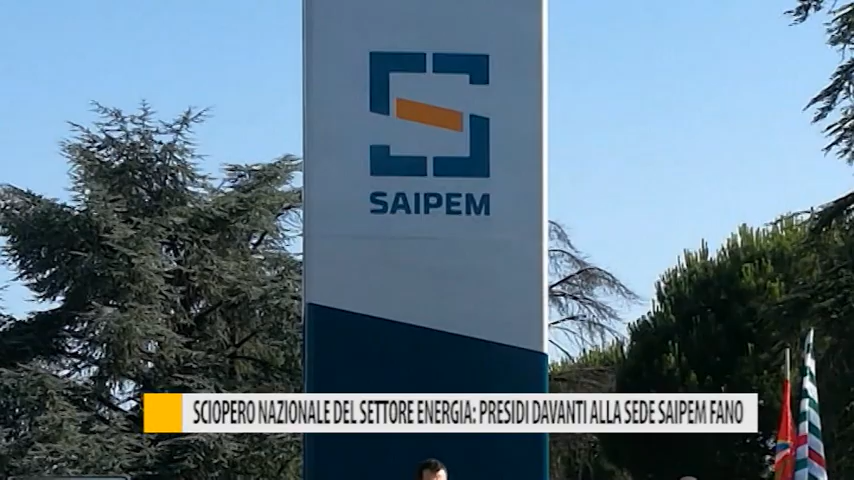 SAIPEM
SCIOPERO NAZIONALE DEL SETTORE ENERGIA: PRESIDI DAVANTI ALLA SEDE SAIPEM FANO